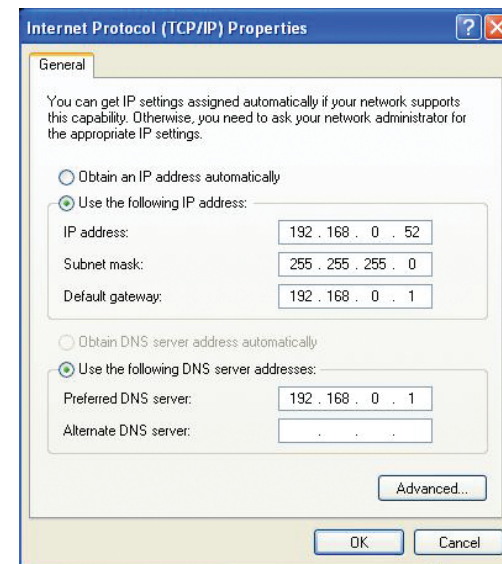 Internet Protocol (TCP/IP) Properties
General
You can get IP settings assigned automatically if your network supports
this capability. Otherwise, you need to ask your network administrator for
the appropriate IP settings.
Obtain an IP address automatically
Use the following IP address:
IP address: 192 . 168 . 0 . 52
Subnet mask: 255 . 255 . 255 . 0
Default gateway: 192 . 168 . 0 . 1
Obtain DNS server address automatically
Use the following DNS server addresses:
Preferred DNS server: 192 . 168 . 0 . 1
Alternate DNS server: . . .
Advanced...
OK Cancel